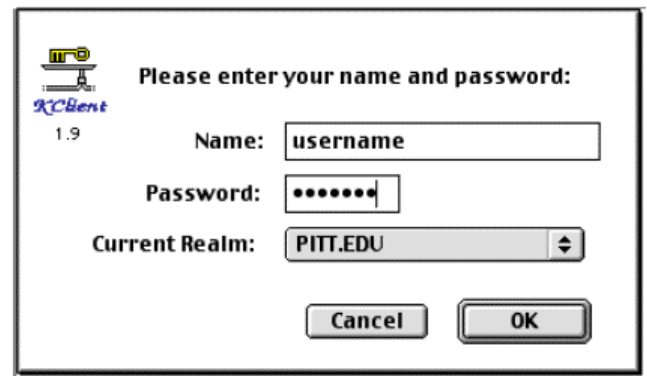 Please enter your name and password:
KClient
1.9
Name: username
Password: •••••••
Current Realm: PITT.EDU
Cancel OK